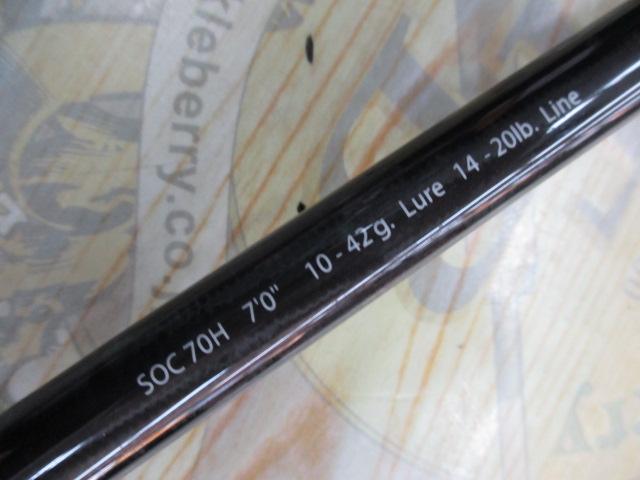 SOC 70H 7'0" 10-42g. Lure 14-20lb. Line
kleberry.co.